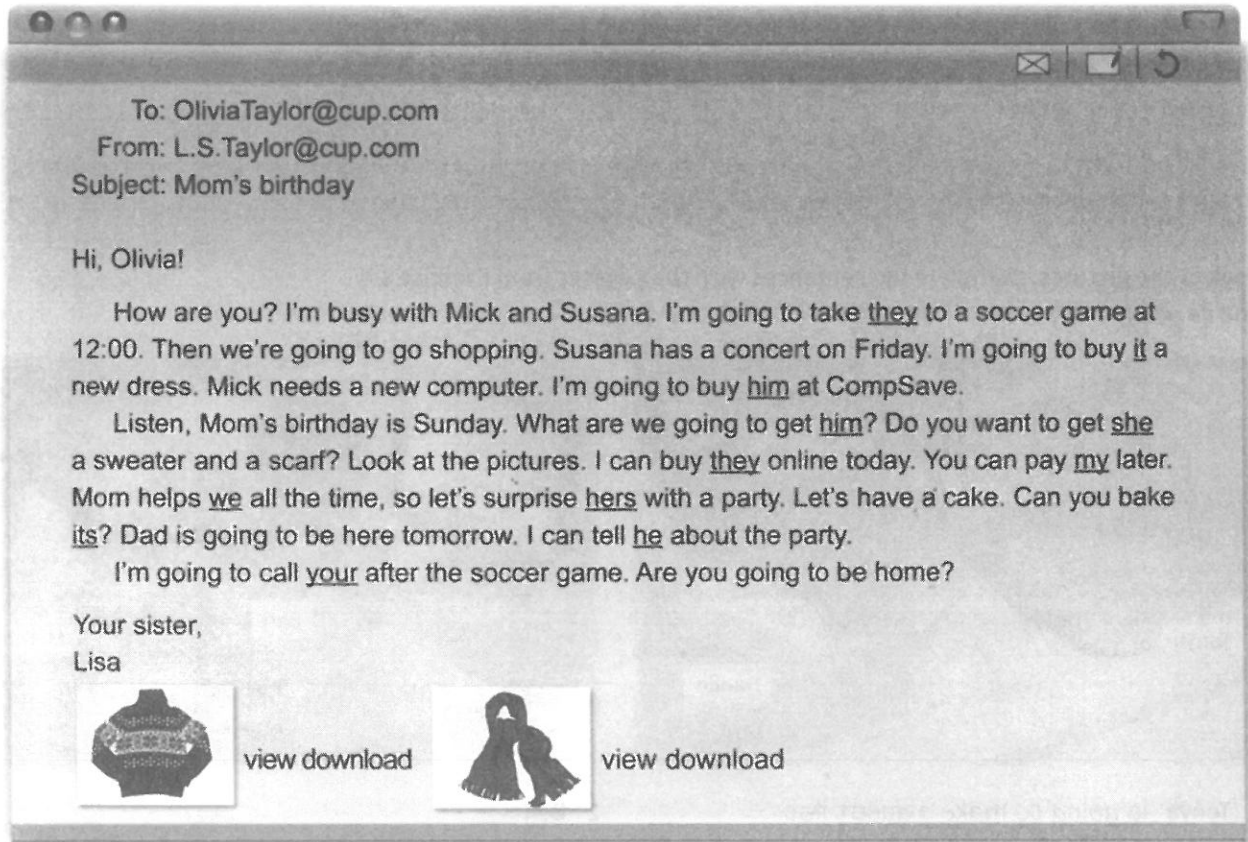 To: OliviaTaylor@cup.com
From: L.S.Taylor@cup.com
Subject: Mom's birthday
Hi, Olivia!
How are you? I'm busy with Mick and Susana. I'm going to take they to a soccer game at
12:00. Then we're going to go shopping. Susana has a concert on Friday. I'm going to buy it a
new dress. Mick needs a new computer. I'm going to buy him at CompSave.
Listen, Mom's birthday is Sunday. What are we going to get him? Do you want to get she
a sweater and a scarf? Look at the pictures. I can buy they online today. You can pay my later.
Mom helps we all the time, so let's surprise hers with a party. Let's have a cake. Can you bake
its? Dad is going to be here tomorrow. I can tell he about the party.
I'm going to call your after the soccer game. Are you going to be home?
Your sister,
Lisa
view download view download